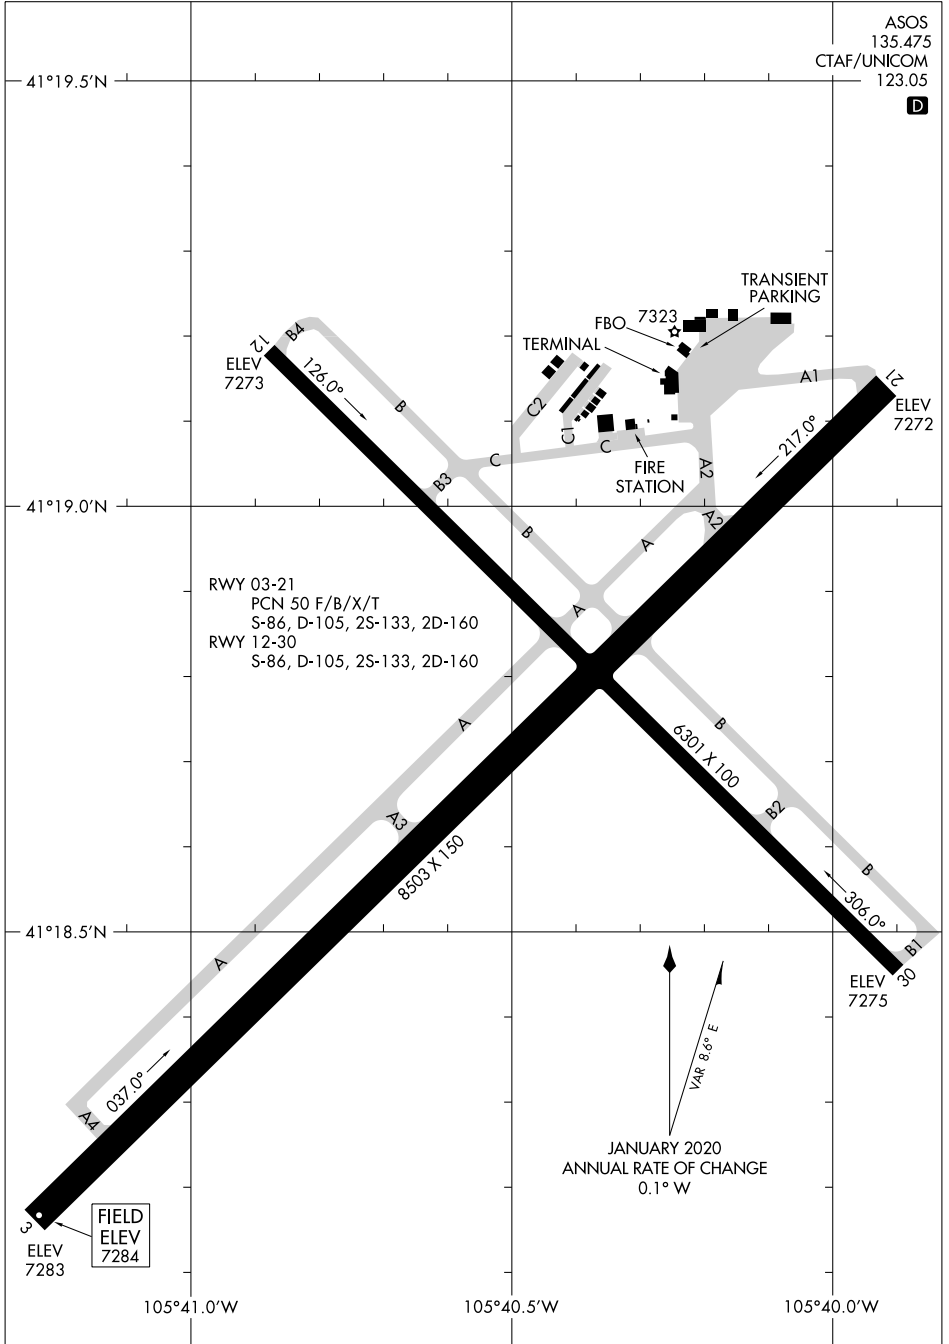 ASOS
135.475
CTAF/UNICOM
123.05
D
41°19.5'N
TRANSIENT
PARKING
7323
FBO
TERMINAL
B4
12
ELEV
7273
126.0°
B
C2
C1
C
C
FIRE
STATION
A1
21
ELEV
7272
217.0°
A2
A2
B3
41°19.0'N
B
A
A
RWY 03-21
PCN 50 F/B/X/T
S-86, D-105, 2S-133, 2D-160
RWY 12-30
S-86, D-105, 2S-133, 2D-160
A
B
6301 X 100
B2
A3
8503 X 150
B
306.0°
B1
30
ELEV
7275
41°18.5'N
A
VAR 8.6° E
JANUARY 2020
ANNUAL RATE OF CHANGE
0.1° W
037.0°
A4
3
ELEV
7283
FIELD
ELEV
7284
105°41.0'W
105°40.5'W
105°40.0'W